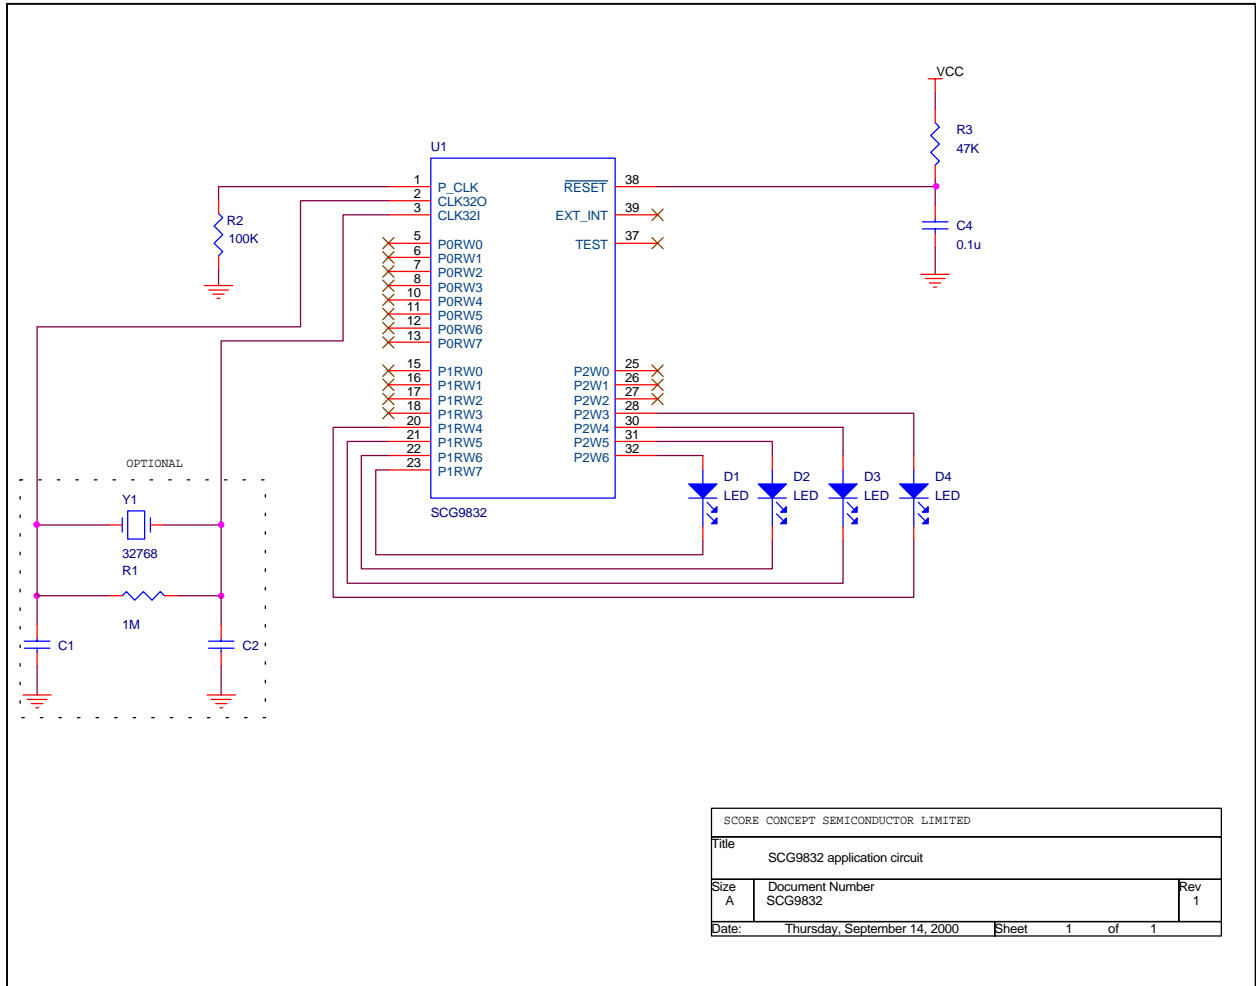 VCC
R3
47K
C4
0.1u
U1
1 P_CLK
2 CLK32O
3 CLK32I
5 P0RW0
6 P0RW1
7 P0RW2
8 P0RW3
10 P0RW4
11 P0RW5
12 P0RW6
13 P0RW7
15 P1RW0
16 P1RW1
17 P1RW2
18 P1RW3
20 P1RW4
21 P1RW5
22 P1RW6
23 P1RW7
RESET 38
EXT_INT 39
TEST 37
P2W0 25
P2W1 26
P2W2 27
P2W3 28
P2W4 30
P2W5 31
P2W6 32
SCG9832
R2
100K
D1
LED
D2
LED
D3
LED
D4
LED
OPTIONAL
Y1
32768
R1
1M
C1
C2
SCORE CONCEPT SEMICONDUCTOR LIMITED
Title
SCG9832 application circuit
Size Document Number Rev
A SCG9832 1
Date: Thursday, September 14, 2000 Sheet 1 of 1